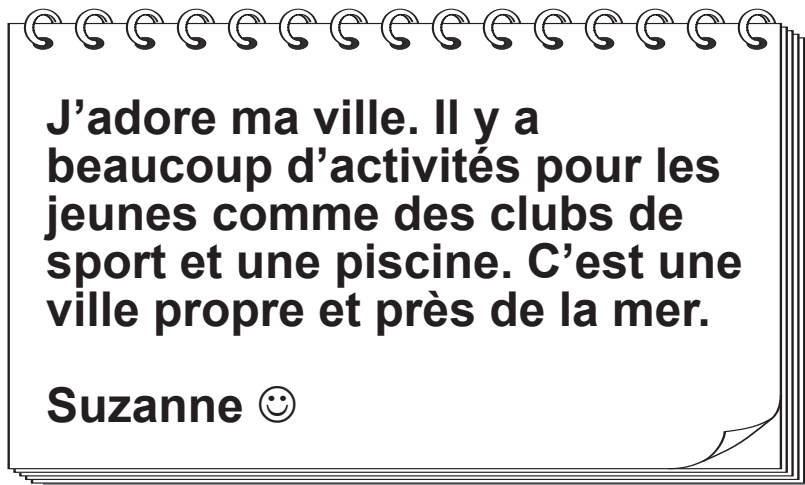 J’adore ma ville. Il y a
beaucoup d’activités pour les
jeunes comme des clubs de
sport et une piscine. C’est une
ville propre et près de la mer.
Suzanne ☺